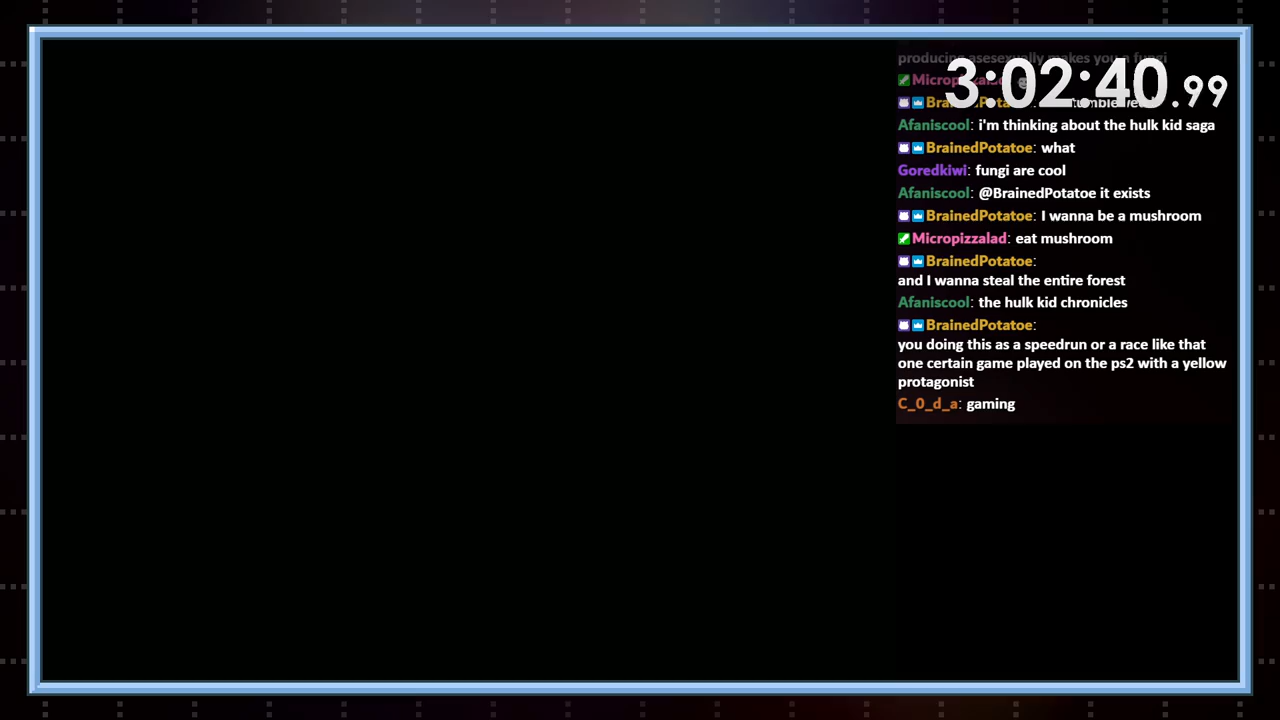 producing asesexually makes you a fungi
3:02:40.99
Afaniscool: i'm thinking about the hulk kid saga
BrainedPotatoe: what
Goredkiwi: fungi are cool
Afaniscool: @BrainedPotatoe it exists
BrainedPotatoe: I wanna be a mushroom
Micropizzalad: eat mushroom
BrainedPotatoe:
and I wanna steal the entire forest
Afaniscool: the hulk kid chronicles
BrainedPotatoe:
you doing this as a speedrun or a race like that
one certain game played on the ps2 with a yellow
protagonist
C_0_d_a: gaming